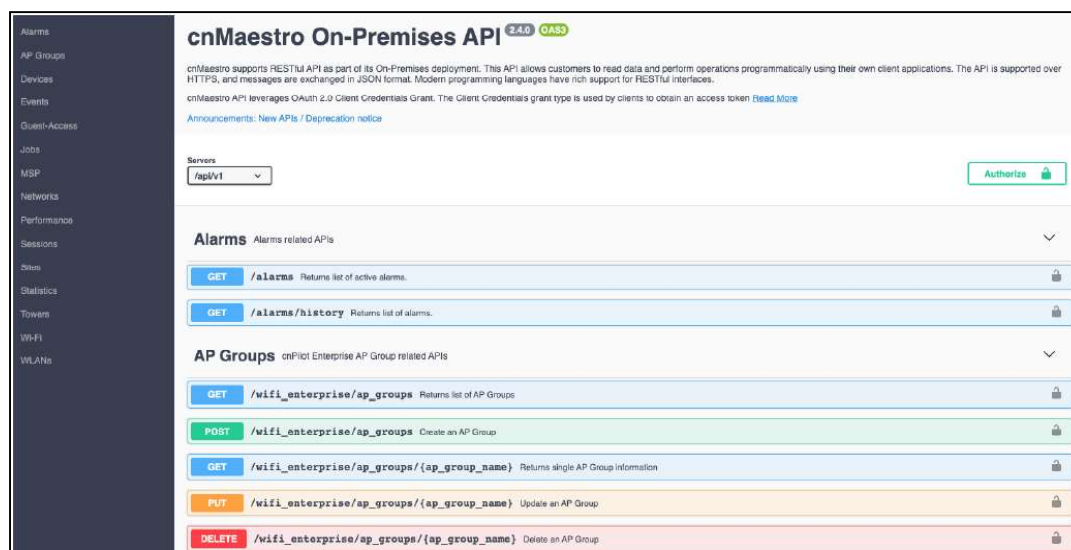 Alarms
AP Groups
Devices
Events
Guest-Access
Jobs
MSP
Networks
Performance
Sessions
Sites
Statistics
Towers
Wi-Fi
WLANs
cnMaestro On-Premises API 2.4.0 OAS3
cnMaestro supports RESTful API as part of its On-Premises deployment. This API allows customers to read data and perform operations programmatically using their own client applications. The API is supported over
HTTPS, and messages are exchanged in JSON format. Modern programming languages have rich support for RESTful interfaces.
cnMaestro API leverages OAuth 2.0 Client Credentials Grant. The Client Credentials grant type is used by clients to obtain an access token Read More
Announcements: New APIs / Deprecation notice
Servers
/api/v1
Authorize
Alarms Alarms related APIs
GET /alarms Returns list of active alarms.
GET /alarms/history Returns list of alarms.
AP Groups cnPilot Enterprise AP Group related APIs
GET /wifi_enterprise/ap_groups Returns list of AP Groups
POST /wifi_enterprise/ap_groups Create an AP Group
GET /wifi_enterprise/ap_groups/{ap_group_name} Returns single AP Group information
PUT /wifi_enterprise/ap_groups/{ap_group_name} Update an AP Group
DELETE /wifi_enterprise/ap_groups/{ap_group_name} Delete an AP Group